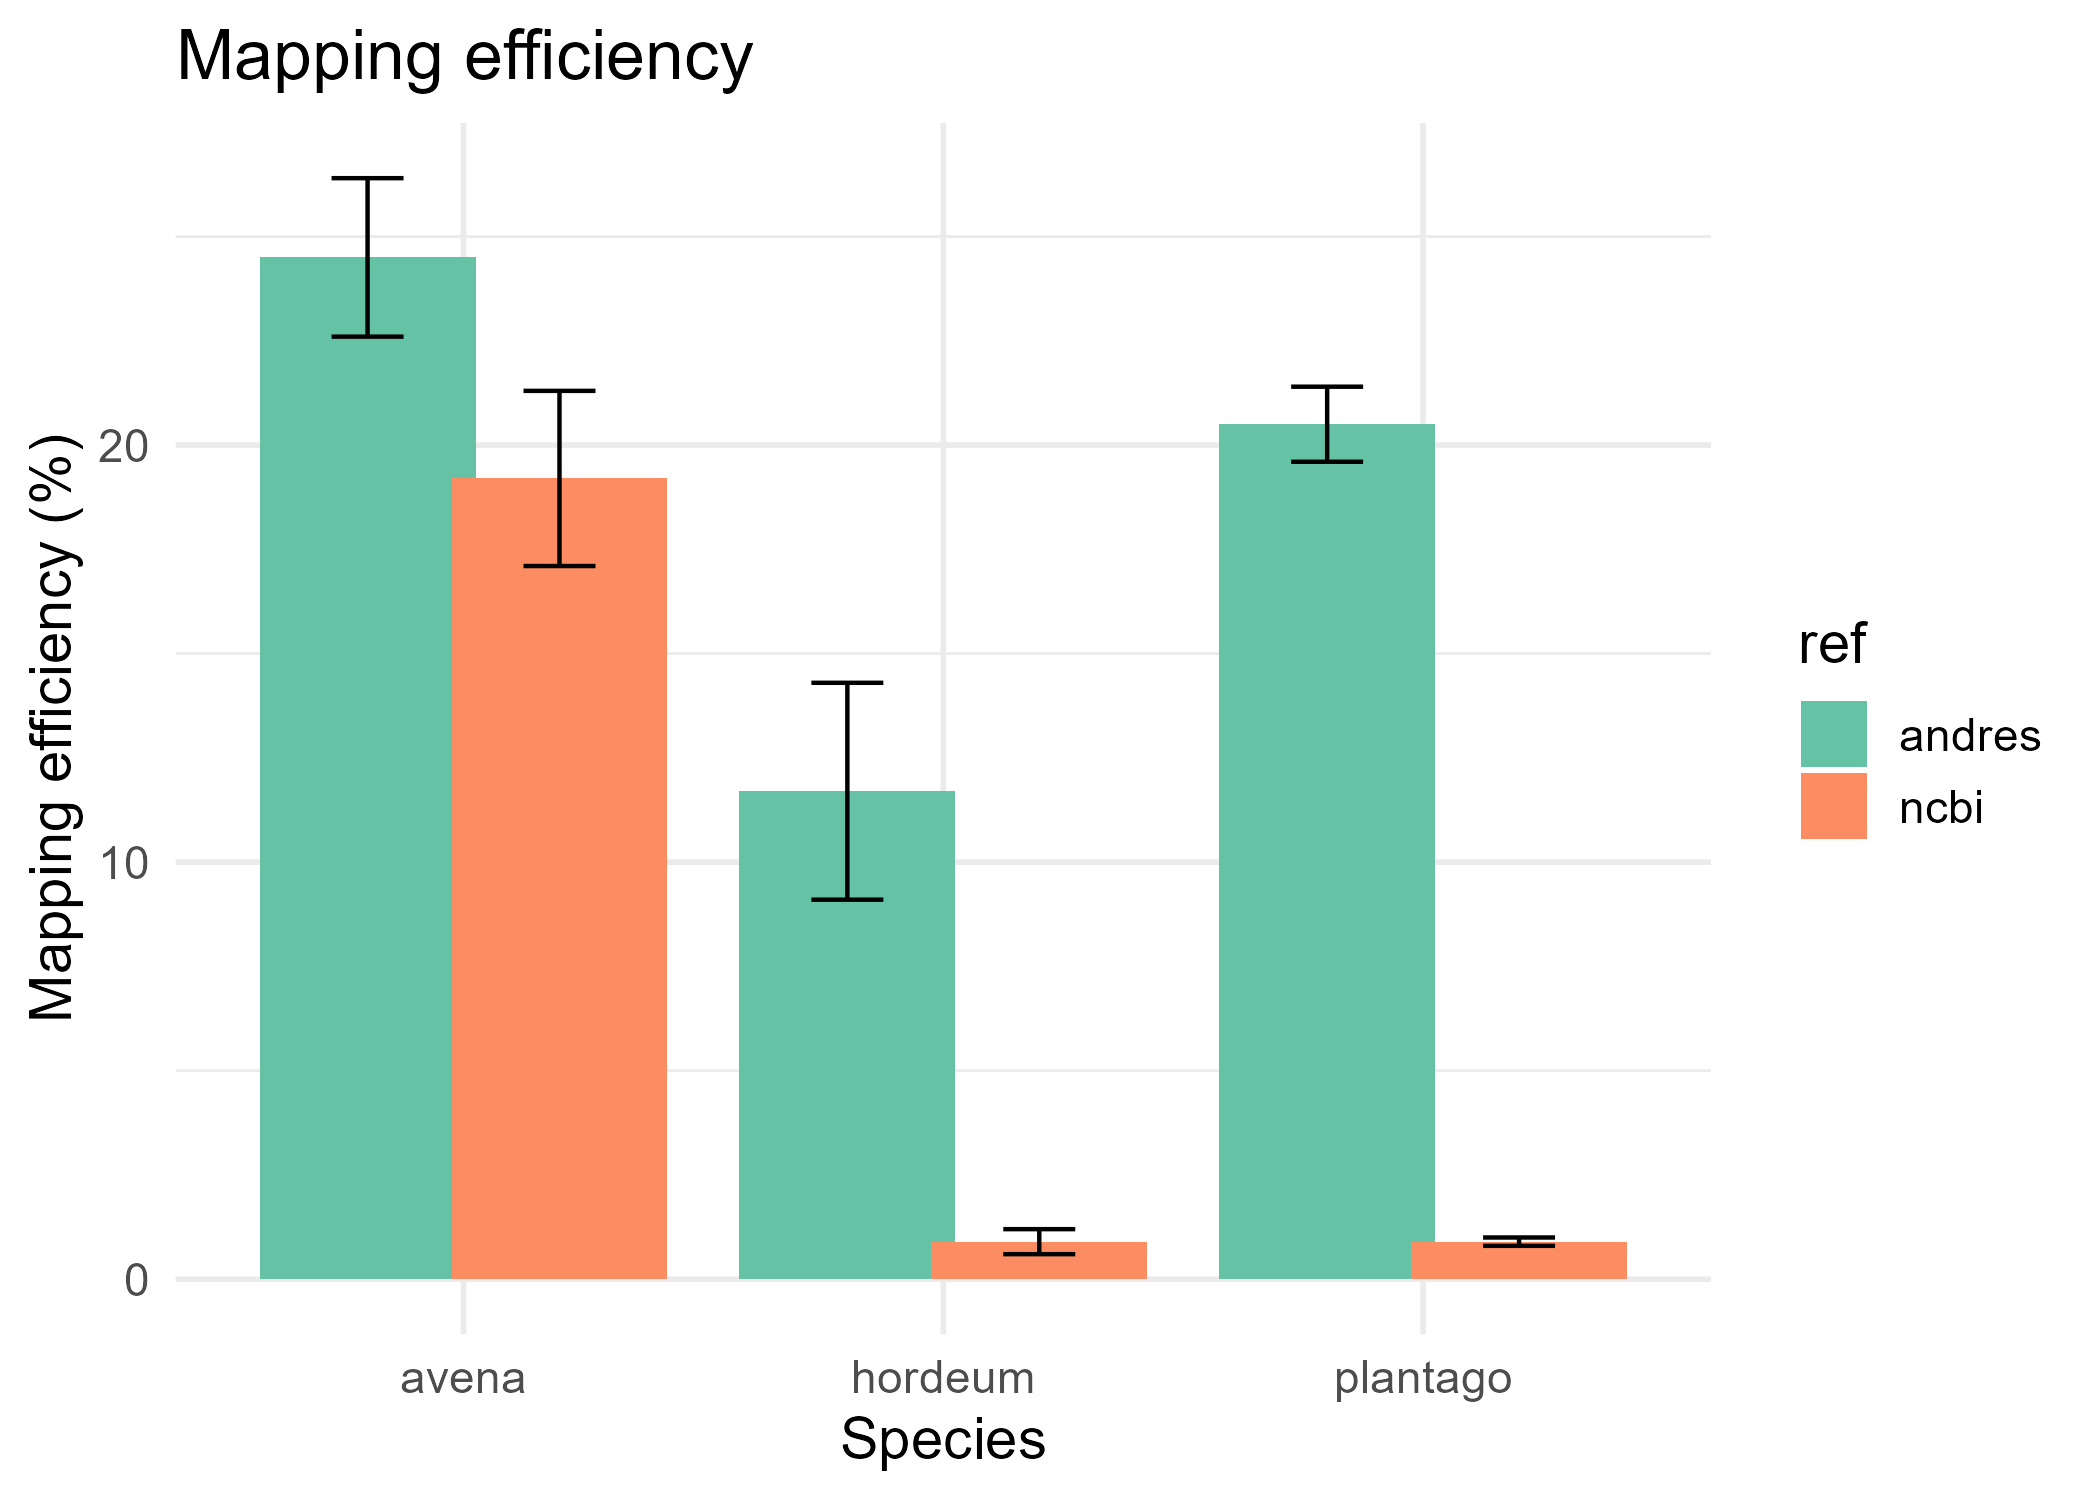 Mapping efficiency
Mapping efficiency (%)
20
10
0
avena
hordeum
plantago
Species
ref
andres
ncbi